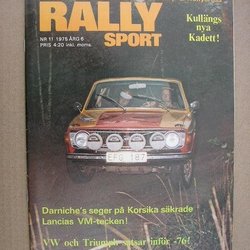 RALLY
SPORT
NR 11 1975 ÅRG 6
PRIS 4:20 inkl. moms.
Kullängs
nya
Kadett!
Darniche's seger på Korsika säkrade
Lancias VM-tecken!
VW och Triumph satsar inför -76!